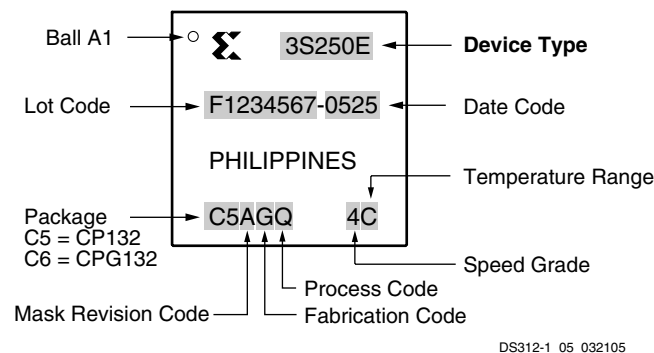 Ball A1
3S250E
Device Type
Lot Code
F1234567-0525
Date Code
PHILIPPINES
Temperature Range
Package
C5 = CP132
C6 = CPG132
C5AGQ
4C
Speed Grade
Process Code
Mask Revision Code
Fabrication Code
DS312-1_05_032105